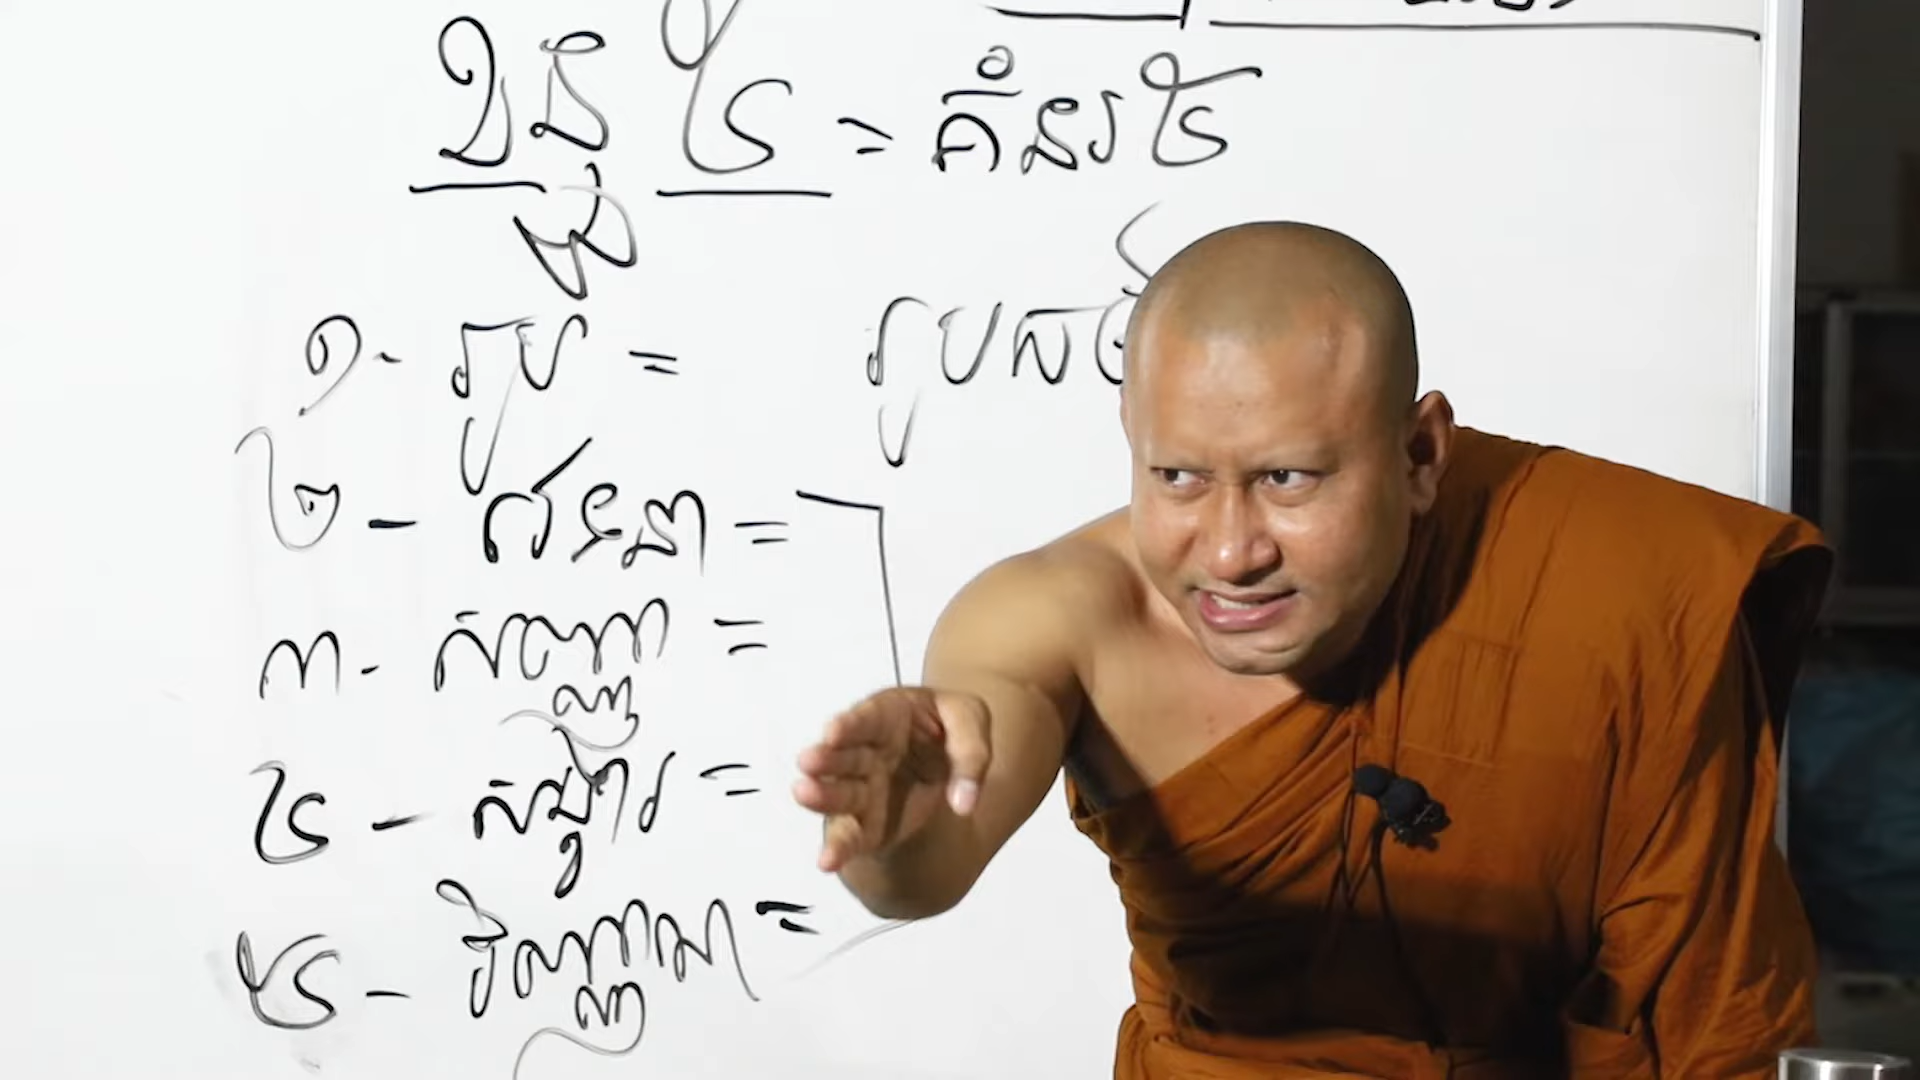 ខន្ធ ៥ = គំនរ ៥
១- រូប = រូប
២ - វេទនា =
៣- សញ្ញា =
៤ - សង្ខារ =
៥ - វិញ្ញាណ =